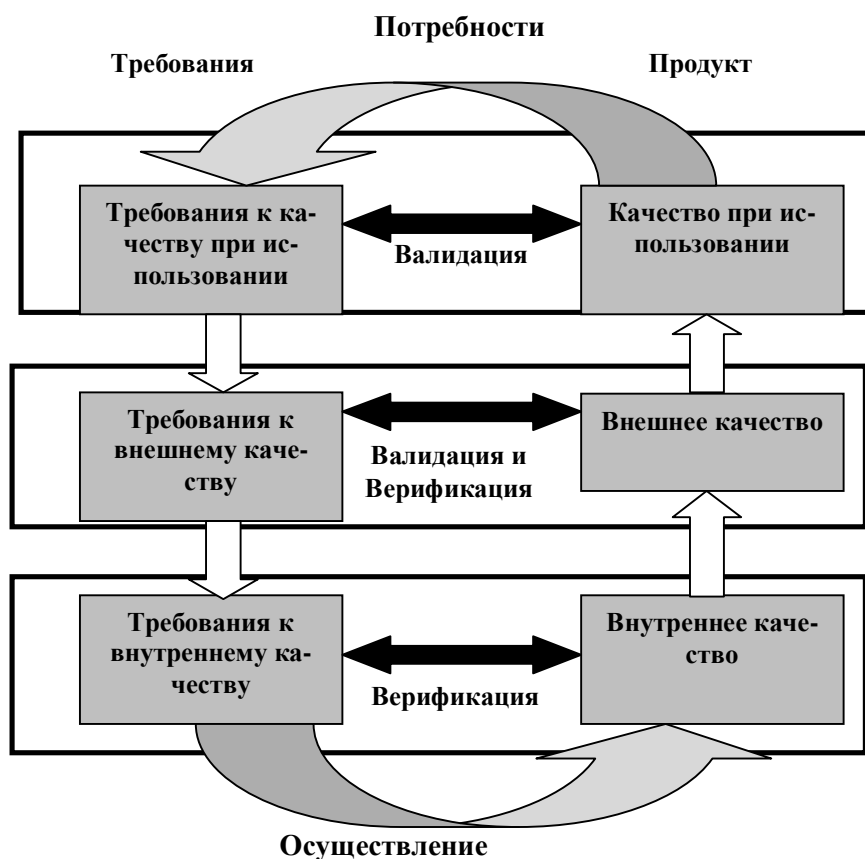 Потребности
Требования
Продукт
Требования к ка-
честву при ис-
пользовании
Валидация
Качество при ис-
пользовании
Требования к
внешнему каче-
ству
Валидация и
Верификация
Внешнее качество
Требования к
внутреннему ка-
честву
Верификация
Внутреннее каче-
ство
Осуществление